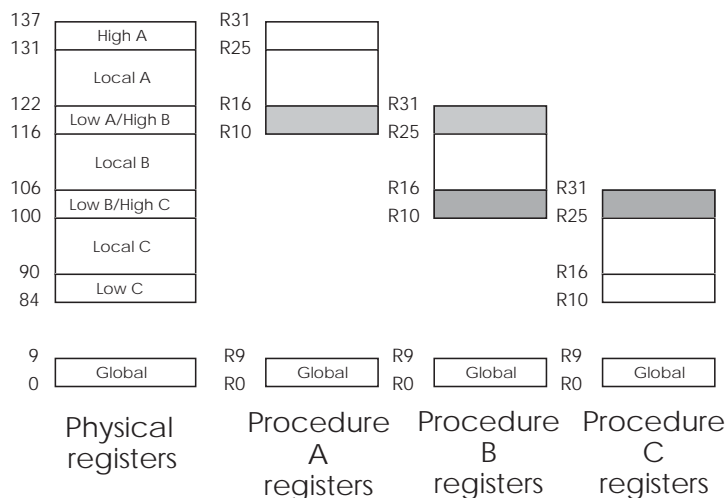 137 R31
High A
131 R25
Local A
122 R16 R31
Low A/High B
116 R10 R25
Local B
106 R16 R31
Low B/High C
100 R10 R25
Local C
90 R16
Low C
84 R10
9 R9 R9 R9
Global Global Global Global
0 R0 R0 R0
Physical registers
Procedure A registers
Procedure B registers
Procedure C registers